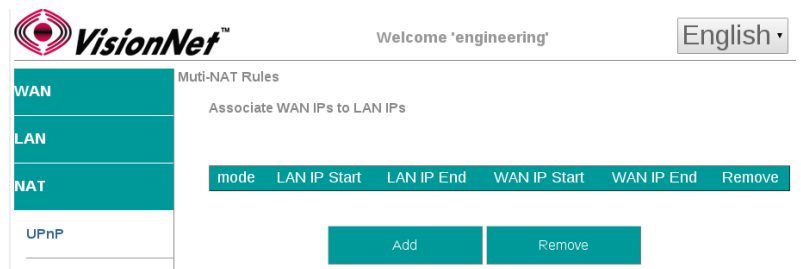 VisionNet™
Welcome 'engineering'
English
WAN
LAN
NAT
UPnP
Muti-NAT Rules
Associate WAN IPs to LAN IPs
mode LAN IP Start LAN IP End WAN IP Start WAN IP End Remove
Add Remove